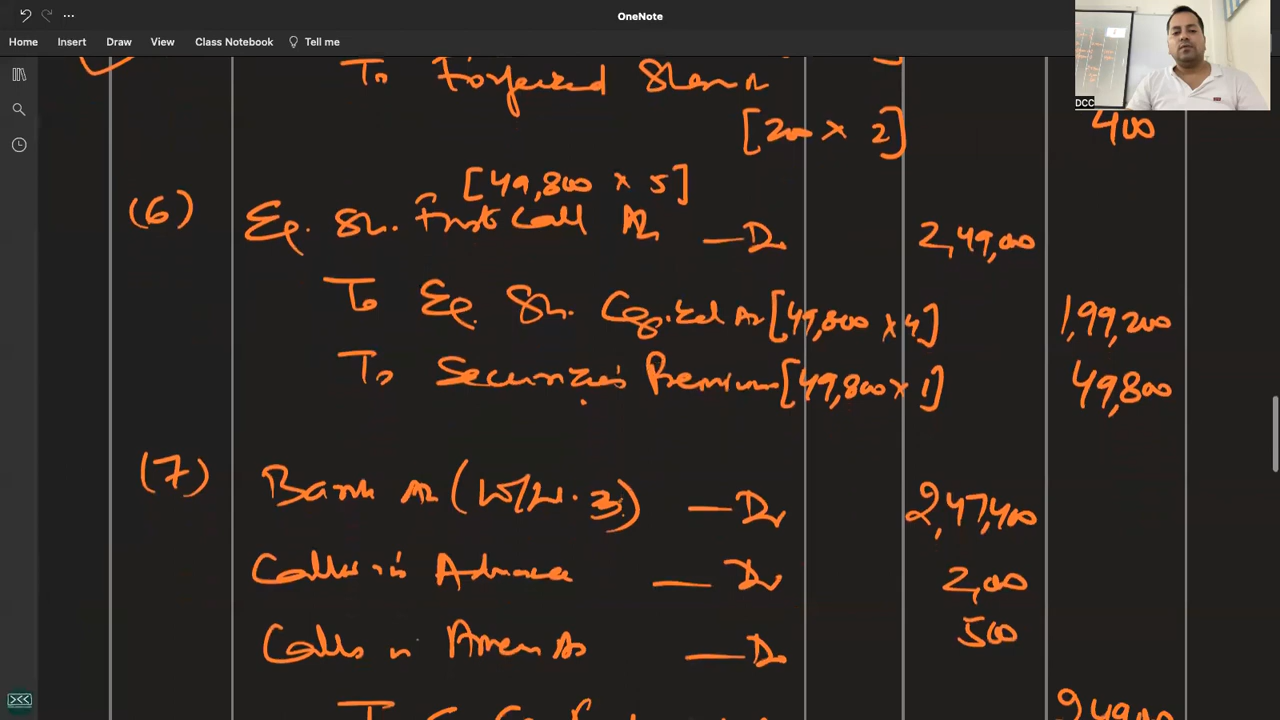 OneNote
Home Insert Draw View Class Notebook Tell me
DCC
To Forfeited Share A/c
[200 × 2] 400
[49,800 × 5]
(6) Eq. Sh. First Call A/c — Dr 2,49,000
To Eq. Sh. Capital A/c [49,800 × 4] 1,99,200
To Securities Premium [49,800 × 1] 49,800
(7) Bank A/c (W/N. 3) — Dr 2,47,400
Calls in Advance — Dr
Calls in Arrear A/c — Dr 500
To